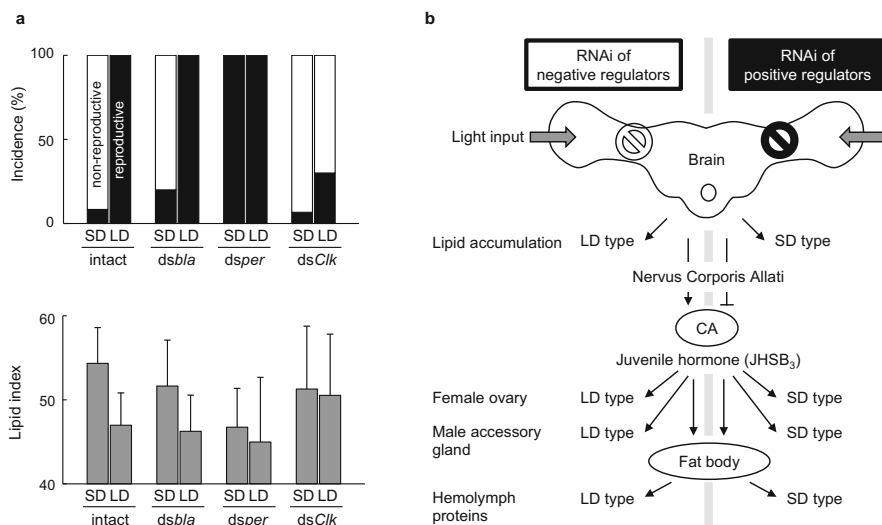 a
100
50
0
Incidence (%)
non-reproductive
reproductive
SD LD SD LD SD LD SD LD
intact dsbla dsper dsClk
60
50
40
Lipid index
SD LD SD LD SD LD SD LD
intact dsbla dsper dsClk
b
RNAi of
negative regulators
RNAi of
positive regulators
Light input
Brain
Lipid accumulation LD type SD type
Nervus Corporis Allati
CA
Juvenile hormone (JHSB₃)
Female ovary LD type SD type
Male accessory
gland LD type SD type
Fat body
Hemolymph
proteins LD type SD type